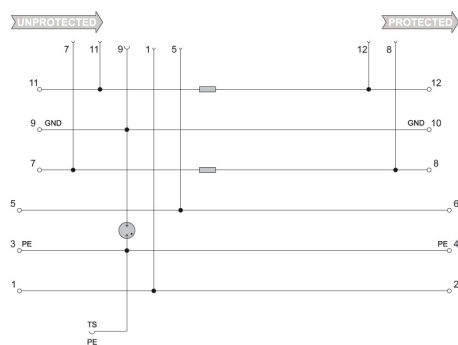 UNPROTECTED PROTECTED
7 11 9 1 5 12 8
11 12
9 GND GND 10
7 8
5 6
3 PE PE 4
1 2
TS
PE